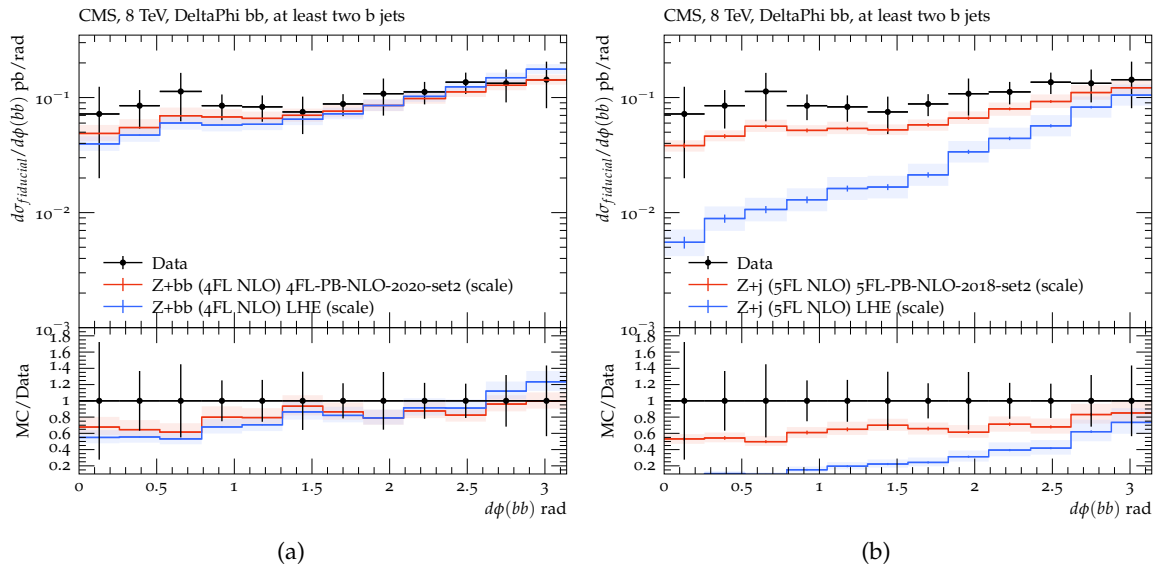 CMS, 8 TeV, DeltaPhi bb, at least two b jets
dσ_fiducial/dϕ(bb) pb/rad
10^−1
10^−2
10^−3
Data
Z+bb (4FL NLO) 4FL-PB-NLO-2020-set2 (scale)
Z+bb (4FL NLO) LHE (scale)
MC/Data
1.8
1.6
1.4
1.2
1.0
0.8
0.6
0.4
0.2
0 0.5 1 1.5 2 2.5 3
dϕ(bb) rad
(a)
CMS, 8 TeV, DeltaPhi bb, at least two b jets
dσ_fiducial/dϕ(bb) pb/rad
10^−1
10^−2
10^−3
Data
Z+j (5FL NLO) 5FL-PB-NLO-2018-set2 (scale)
Z+j (5FL NLO) LHE (scale)
MC/Data
1.8
1.6
1.4
1.2
1.0
0.8
0.6
0.4
0.2
0 0.5 1 1.5 2 2.5 3
dϕ(bb) rad
(b)